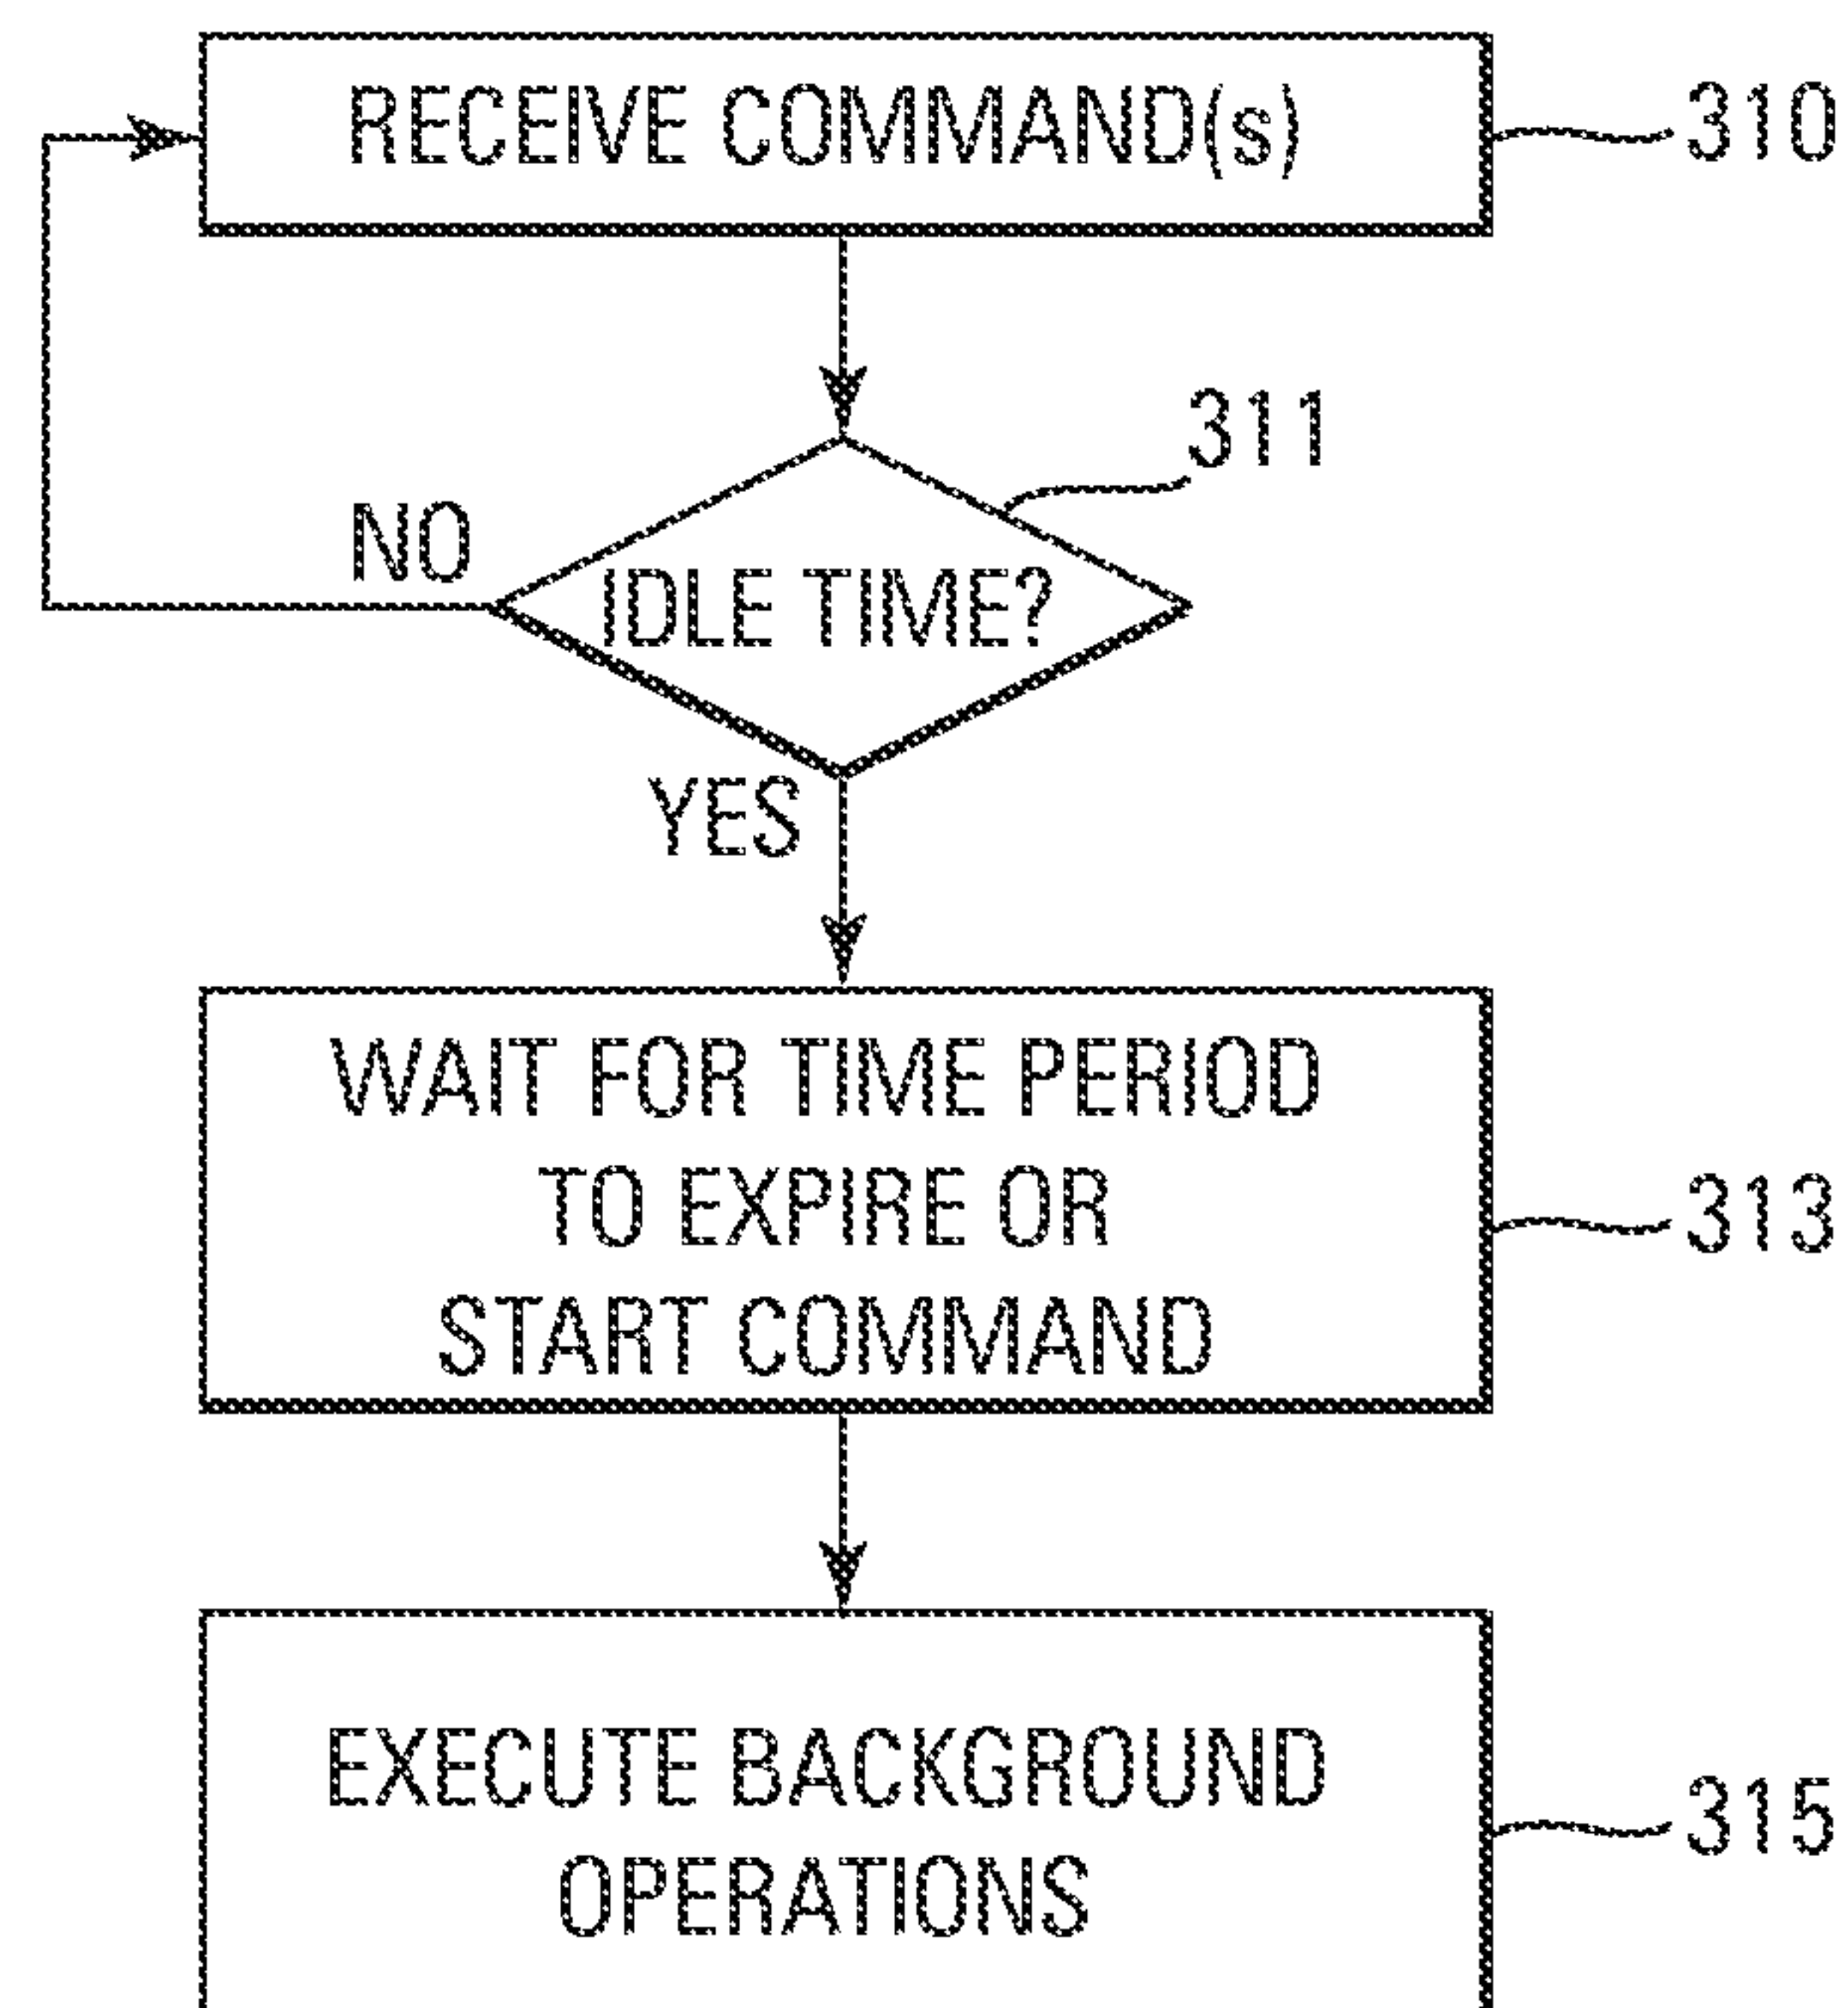 RECEIVE COMMAND(s)
310
311
NO
IDLE TIME?
YES
WAIT FOR TIME PERIOD
TO EXPIRE OR
START COMMAND
313
EXECUTE BACKGROUND
OPERATIONS
315